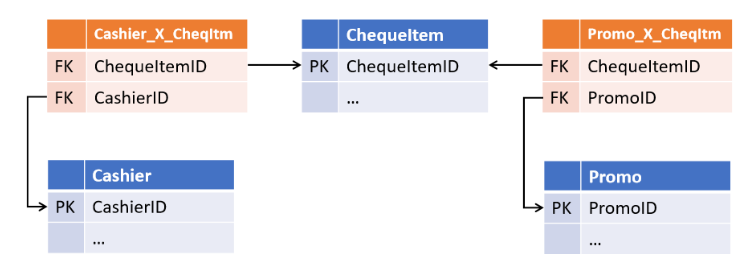 Cashier_X_CheqItm
FK ChequeItemID
FK CashierID
ChequeItem
PK ChequeItemID
...
Promo_X_CheqItm
FK ChequeItemID
FK PromoID
Cashier
PK CashierID
...
Promo
PK PromoID
...